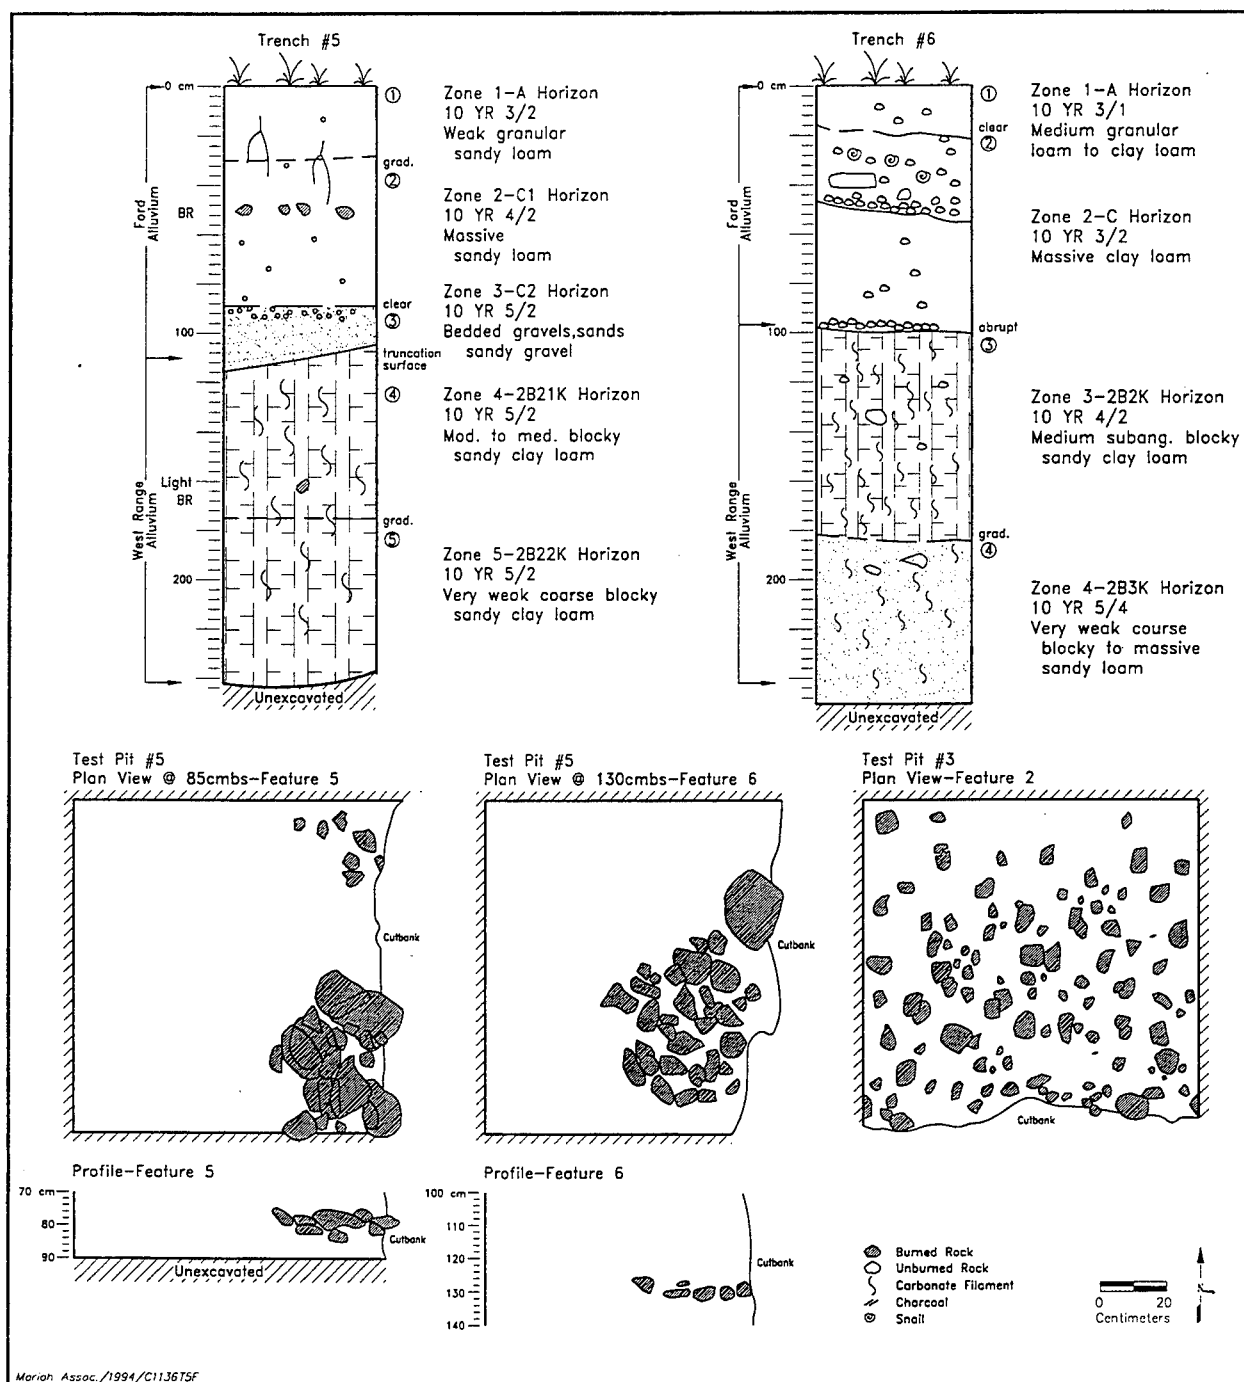 Trench #5
0 cm
①
Zone 1-A Horizon
10 YR 3/2
Weak granular
sandy loam
grad.
②
BR
Zone 2-C1 Horizon
10 YR 4/2
Massive
sandy loam
Ford
Alluvium
clear
③
Zone 3-C2 Horizon
10 YR 5/2
Bedded gravels,sands
sandy gravel
100
truncation
surface
④
Zone 4-2B21K Horizon
10 YR 5/2
Mod. to med. blocky
sandy clay loam
Light
BR
West Range
Alluvium
grad.
⑤
Zone 5-2B22K Horizon
10 YR 5/2
Very weak coarse blocky
sandy clay loam
200
Unexcavated
Trench #6
0 cm
①
Zone 1-A Horizon
10 YR 3/1
Medium granular
loam to clay loam
clear
②
Zone 2-C Horizon
10 YR 3/2
Massive clay loam
Ford
Alluvium
100
abrupt
③
Zone 3-2B2K Horizon
10 YR 4/2
Medium subang. blocky
sandy clay loam
West Range
Alluvium
grad.
④
200
Zone 4-2B3K Horizon
10 YR 5/4
Very weak course
blocky to massive
sandy loam
Unexcavated
Test Pit #5
Plan View @ 85cmbs-Feature 5
Cutbank
Test Pit #5
Plan View @ 130cmbs-Feature 6
Cutbank
Test Pit #3
Plan View-Feature 2
Cutbank
Profile-Feature 5
70 cm
80
90
Cutbank
Unexcavated
Profile-Feature 6
100 cm
110
120
130
140
Cutbank
Burned Rock
Unburned Rock
Carbonate Filament
Charcoal
Snail
0 20
Centimeters
Mariah Assoc./1994/C1136T5F